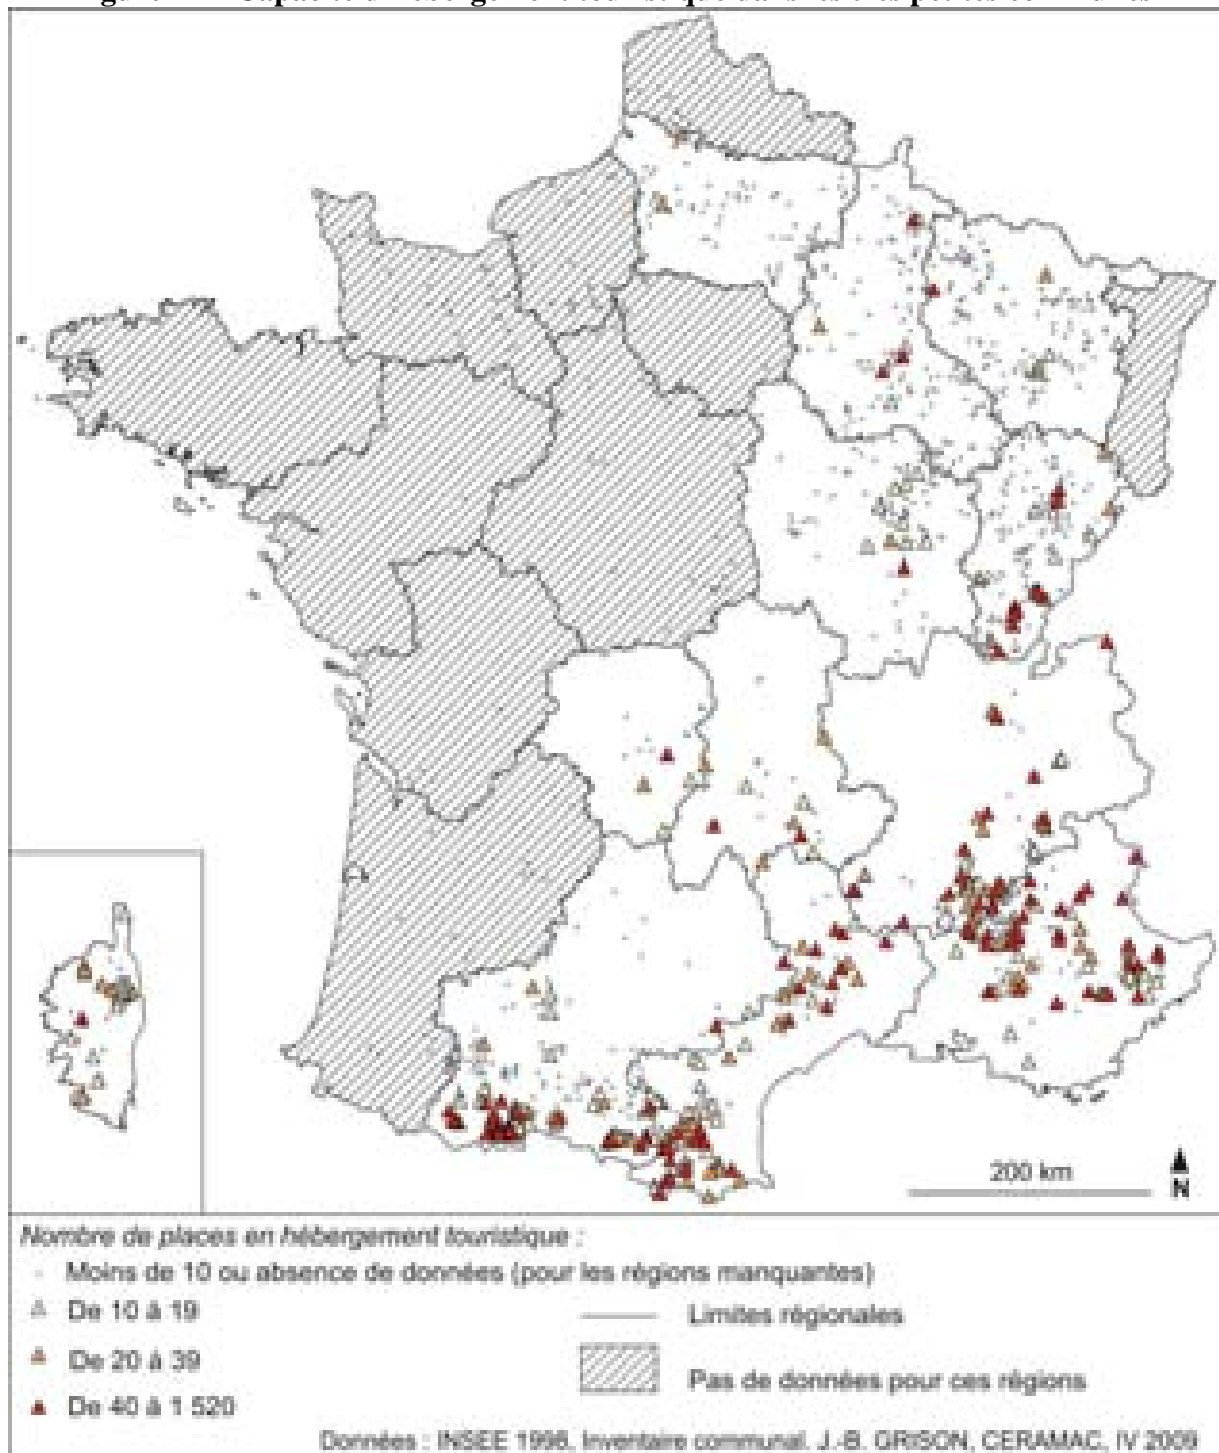 200 km
N
Nombre de places en hébergement touristique :
Moins de 10 ou absence de données (pour les régions manquantes)
De 10 à 19
Limites régionales
De 20 à 39
Pas de données pour ces régions
De 40 à 1 520
Données : INSEE 1998, Inventaire communal. J.-B. GRISON, CERAMAC, IV 2009